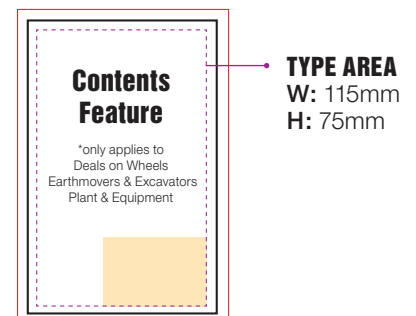 Contents
Feature
*only applies to
Deals on Wheels
Earthmovers & Excavators
Plant & Equipment
TYPE AREA
W: 115mm
H: 75mm